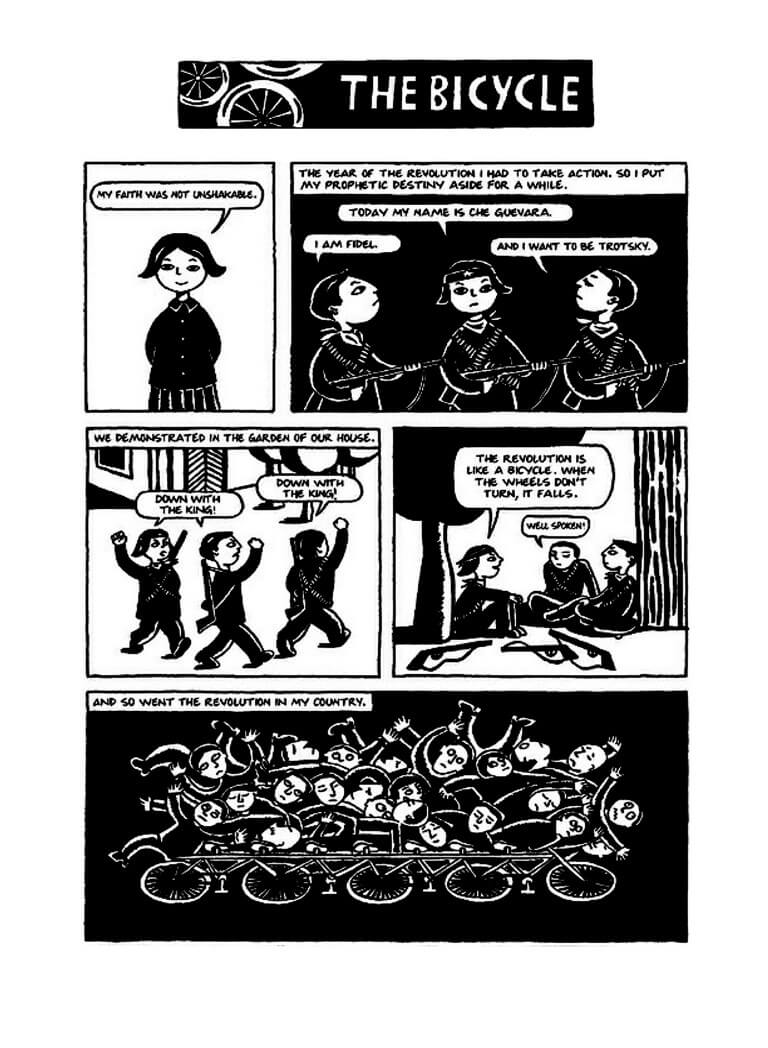 THE BICYCLE
MY FAITH WAS NOT UNSHAKABLE.
THE YEAR OF THE REVOLUTION I HAD TO TAKE ACTION. SO I PUT
MY PROPHETIC DESTINY ASIDE FOR A WHILE.
TODAY MY NAME IS CHE GUEVARA.
I AM FIDEL.
AND I WANT TO BE TROTSKY.
WE DEMONSTRATED IN THE GARDEN OF OUR HOUSE.
DOWN WITH
THE KING!
DOWN WITH
THE KING!
THE REVOLUTION IS
LIKE A BICYCLE. WHEN
THE WHEELS DON'T
TURN, IT FALLS.
WELL SPOKEN!
AND SO WENT THE REVOLUTION IN MY COUNTRY.